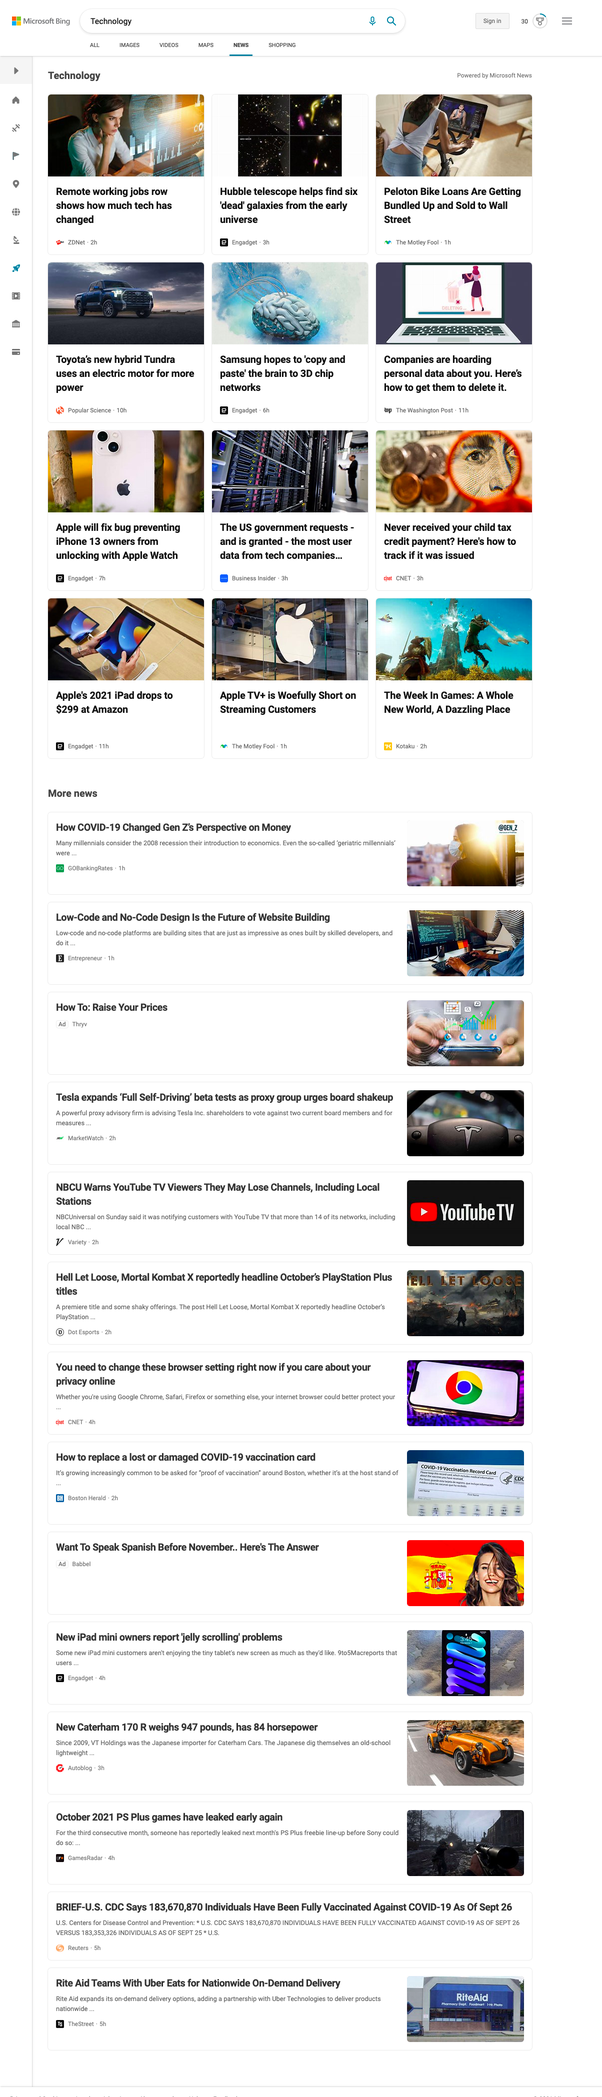 Microsoft Bing
Technology
Sign in
30
ALL IMAGES VIDEOS MAPS NEWS SHOPPING
Technology
Powered by Microsoft News
Remote working jobs row
shows how much tech has
changed
ZDNet · 2h
Hubble telescope helps find six
'dead' galaxies from the early
universe
Engadget · 3h
Peloton Bike Loans Are Getting
Bundled Up and Sold to Wall
Street
The Motley Fool · 1h
Toyota's new hybrid Tundra
uses an electric motor for more
power
Popular Science · 10h
Samsung hopes to 'copy and
paste' the brain to 3D chip
networks
Engadget · 6h
Companies are hoarding
personal data about you. Here's
how to get them to delete it.
The Washington Post · 11h
Apple will fix bug preventing
iPhone 13 owners from
unlocking with Apple Watch
Engadget · 7h
The US government requests -
and is granted - the most user
data from tech companies...
Business Insider · 3h
Never received your child tax
credit payment? Here's how to
track if it was issued
CNET · 3h
Apple's 2021 iPad drops to
$299 at Amazon
Engadget · 11h
Apple TV+ is Woefully Short on
Streaming Customers
The Motley Fool · 1h
The Week In Games: A Whole
New World, A Dazzling Place
Kotaku · 2h
More news
How COVID-19 Changed Gen Z's Perspective on Money
Many millennials consider the 2008 recession their introduction to economics. Even the so-called 'geriatric millennials'
were ...
GOBankingRates · 1h
@GEN_Z
Low-Code and No-Code Design Is the Future of Website Building
Low-code and no-code platforms are building sites that are just as impressive as ones built by skilled developers, and
do it ...
Entrepreneur · 1h
How To: Raise Your Prices
Ad Thryv
Tesla expands 'Full Self-Driving' beta tests as proxy group urges board shakeup
A powerful proxy advisory firm is advising Tesla Inc. shareholders to vote against two current board members and for
measures ...
MarketWatch · 2h
NBCU Warns YouTube TV Viewers They May Lose Channels, Including Local
Stations
NBCUniversal on Sunday said it was notifying customers with YouTube TV that more than 14 of its networks, including
local NBC ...
Variety · 2h
YouTube TV
Hell Let Loose, Mortal Kombat X reportedly headline October's PlayStation Plus
titles
A premiere title and some shaky offerings. The post Hell Let Loose, Mortal Kombat X reportedly headline October's
PlayStation ...
Dot Esports · 2h
ELL LET LOOSE
You need to change these browser setting right now if you care about your
privacy online
Whether you're using Google Chrome, Safari, Firefox or something else, your internet browser could better protect your
...
CNET · 4h
How to replace a lost or damaged COVID-19 vaccination card
It's growing increasingly common to be asked for "proof of vaccination" around Boston, whether it's at the host stand of
...
Boston Herald · 2h
COVID-19 Vaccination Record Card
Want To Speak Spanish Before November.. Here's The Answer
Ad Babbel
New iPad mini owners report 'jelly scrolling' problems
Some new iPad mini customers aren't enjoying the tiny tablet's new screen as much as they'd like. 9to5Macreports that
users ...
Engadget · 4h
New Caterham 170 R weighs 947 pounds, has 84 horsepower
Since 2009, VT Holdings was the Japanese importer for Caterham Cars. The Japanese dig themselves an old-school
lightweight ...
Autoblog · 3h
October 2021 PS Plus games have leaked early again
For the third consecutive month, someone has reportedly leaked next month's PS Plus freebie line-up before Sony could
do so: ...
GamesRadar · 4h
BRIEF-U.S. CDC Says 183,670,870 Individuals Have Been Fully Vaccinated Against COVID-19 As Of Sept 26
U.S. Centers for Disease Control and Prevention: * U.S. CDC SAYS 183,670,870 INDIVIDUALS HAVE BEEN FULLY VACCINATED AGAINST COVID-19 AS OF SEPT 26
VERSUS 183,353,326 INDIVIDUALS AS OF SEPT 25 * U.S.
Reuters · 5h
Rite Aid Teams With Uber Eats for Nationwide On-Demand Delivery
Rite Aid expands its on-demand delivery options, adding a partnership with Uber Technologies to deliver products
nationwide ...
TheStreet · 5h
RiteAid